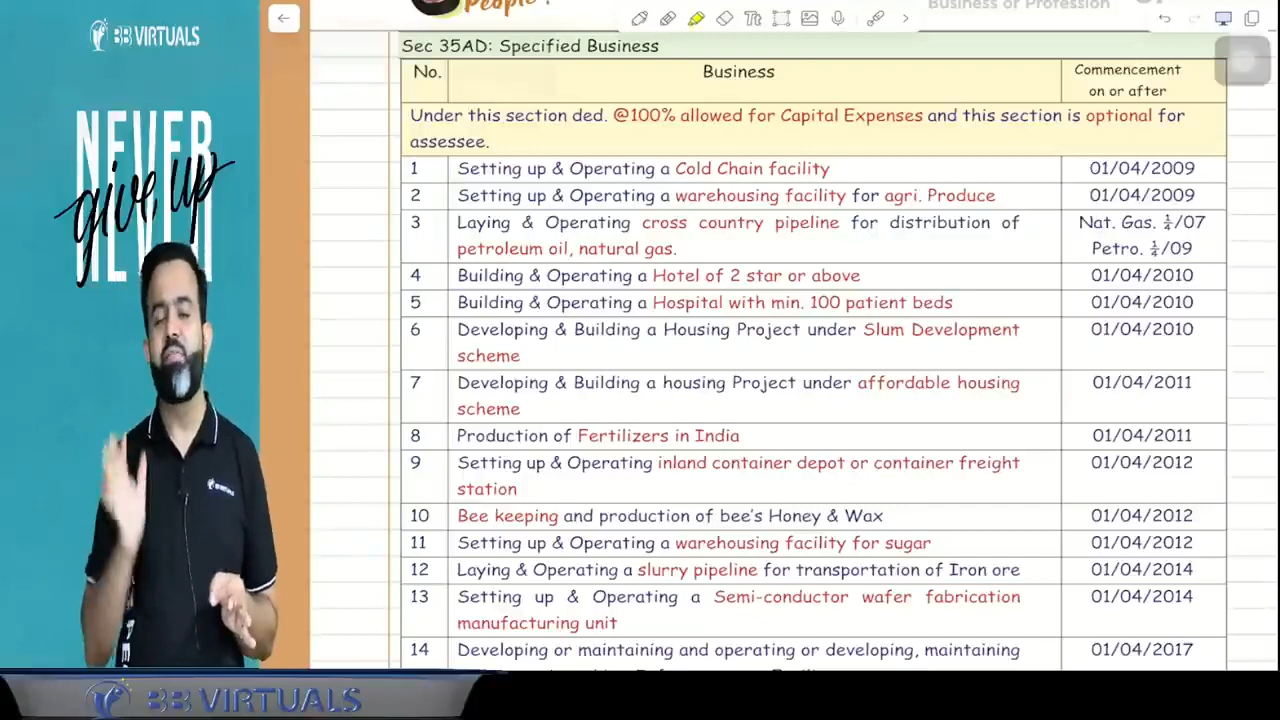 People!
Business or Profession
BB VIRTUALS
NEVER
give up
NEVER
Sec 35AD: Specified Business
No. Business Commencement
on or after
Under this section ded. @100% allowed for Capital Expenses and this section is optional for
assessee.
1 Setting up & Operating a Cold Chain facility 01/04/2009
2 Setting up & Operating a warehousing facility for agri. Produce 01/04/2009
3 Laying & Operating cross country pipeline for distribution of Nat. Gas. ¼/07
petroleum oil, natural gas. Petro. ¼/09
4 Building & Operating a Hotel of 2 star or above 01/04/2010
5 Building & Operating a Hospital with min. 100 patient beds 01/04/2010
6 Developing & Building a Housing Project under Slum Development 01/04/2010
scheme
7 Developing & Building a housing Project under affordable housing 01/04/2011
scheme
8 Production of Fertilizers in India 01/04/2011
9 Setting up & Operating inland container depot or container freight 01/04/2012
station
10 Bee keeping and production of bee's Honey & Wax 01/04/2012
11 Setting up & Operating a warehousing facility for sugar 01/04/2012
12 Laying & Operating a slurry pipeline for transportation of Iron ore 01/04/2014
13 Setting up & Operating a Semi-conductor wafer fabrication 01/04/2014
manufacturing unit
14 Developing or maintaining and operating or developing, maintaining 01/04/2017
BB VIRTUALS
BB VIRTUALS